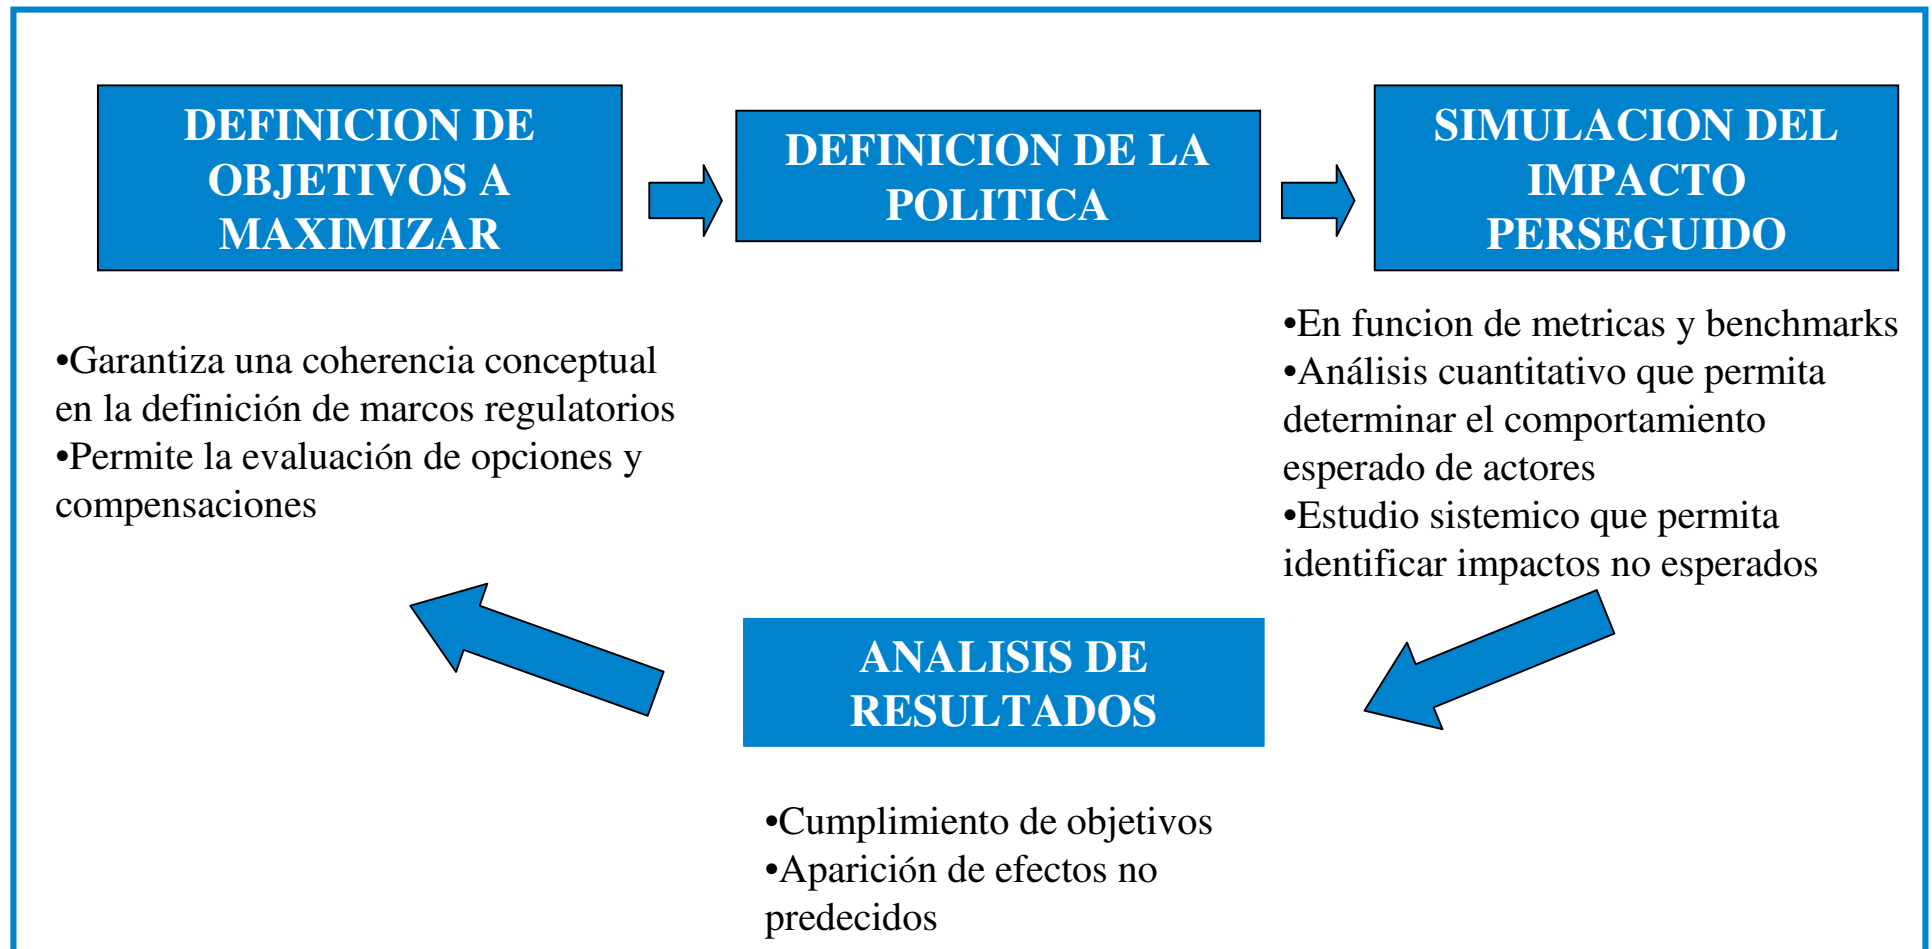 DEFINICION DE
OBJETIVOS A
MAXIMIZAR
DEFINICION DE LA
POLITICA
SIMULACION DEL
IMPACTO
PERSEGUIDO
•Garantiza una coherencia conceptual
en la definición de marcos regulatorios
•Permite la evaluación de opciones y
compensaciones
•En funcion de metricas y benchmarks
•Análisis cuantitativo que permita
determinar el comportamiento
esperado de actores
•Estudio sistemico que permita
identificar impactos no esperados
ANALISIS DE
RESULTADOS
•Cumplimiento de objetivos
•Aparición de efectos no
predecidos